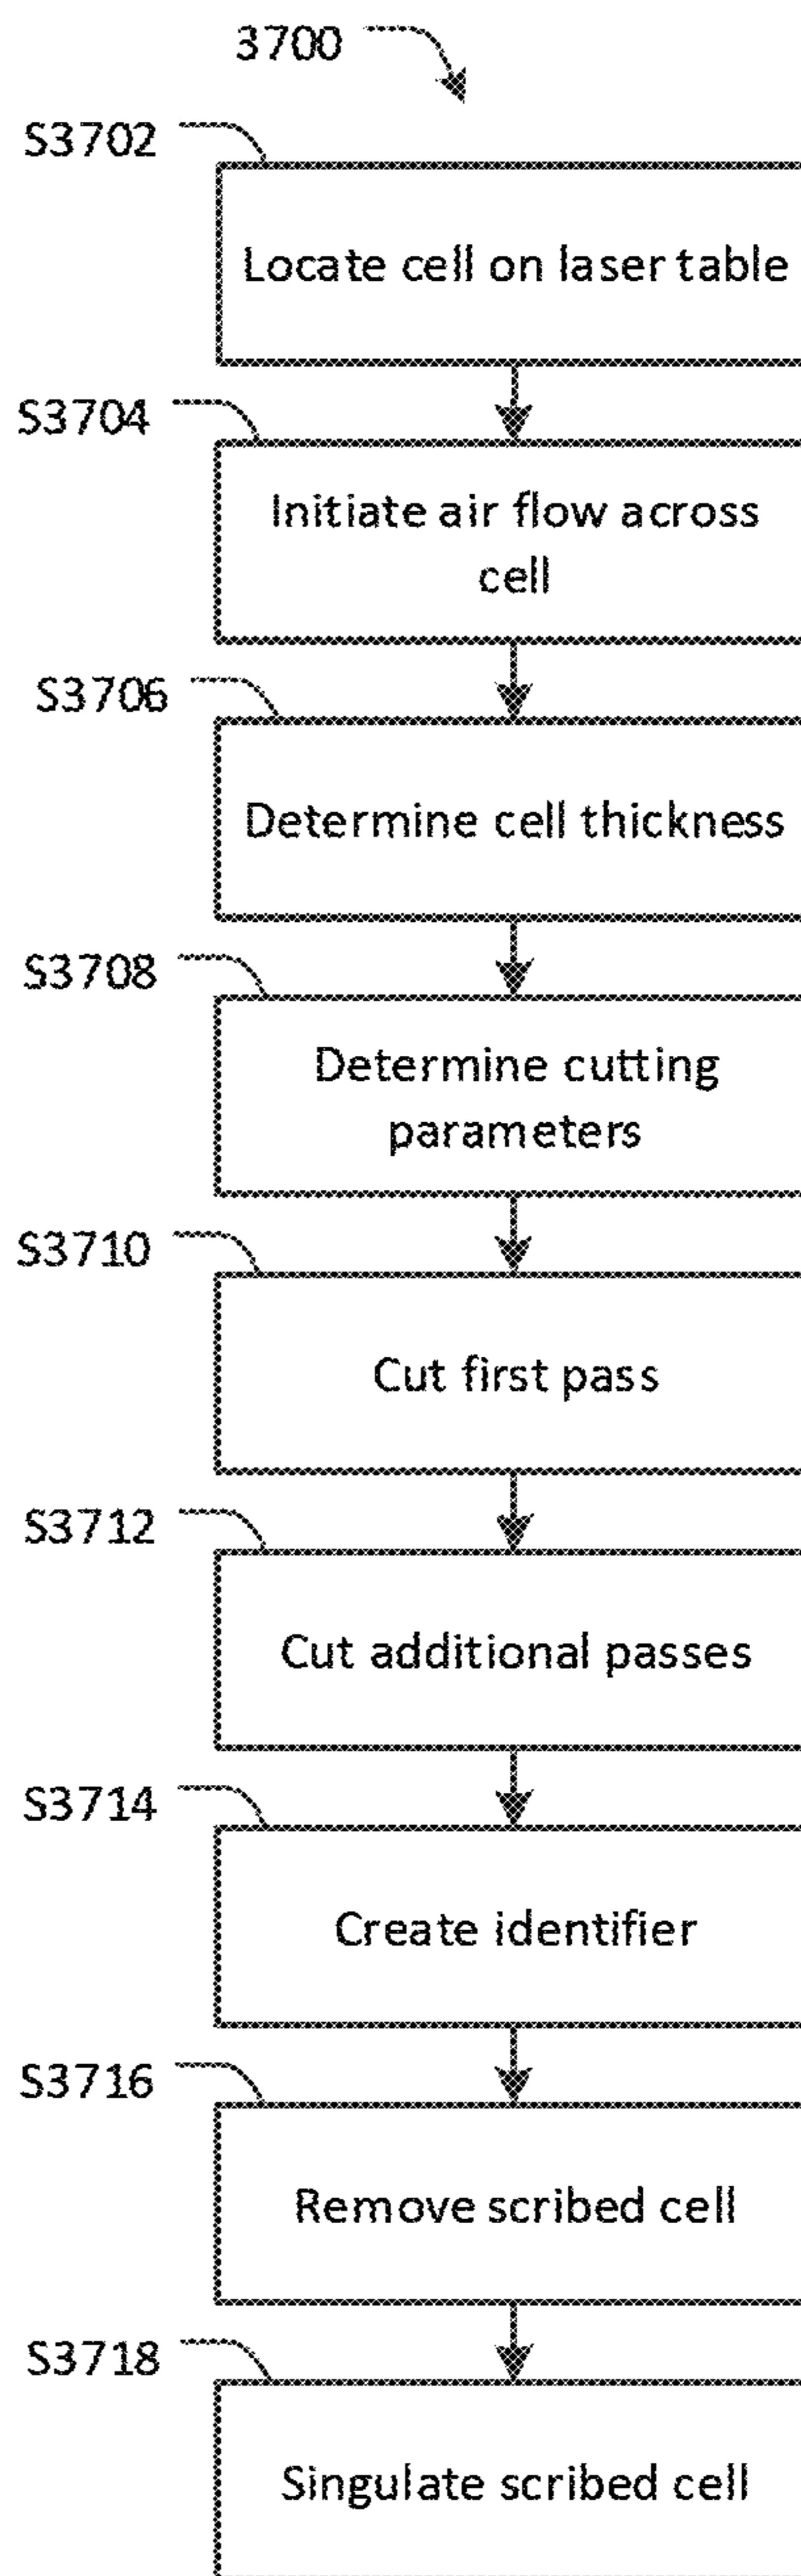 3700
S3702
Locate cell on laser table
S3704
Initiate air flow across
cell
S3706
Determine cell thickness
S3708
Determine cutting
parameters
S3710
Cut first pass
S3712
Cut additional passes
S3714
Create identifier
S3716
Remove scribed cell
S3718
Singulate scribed cell